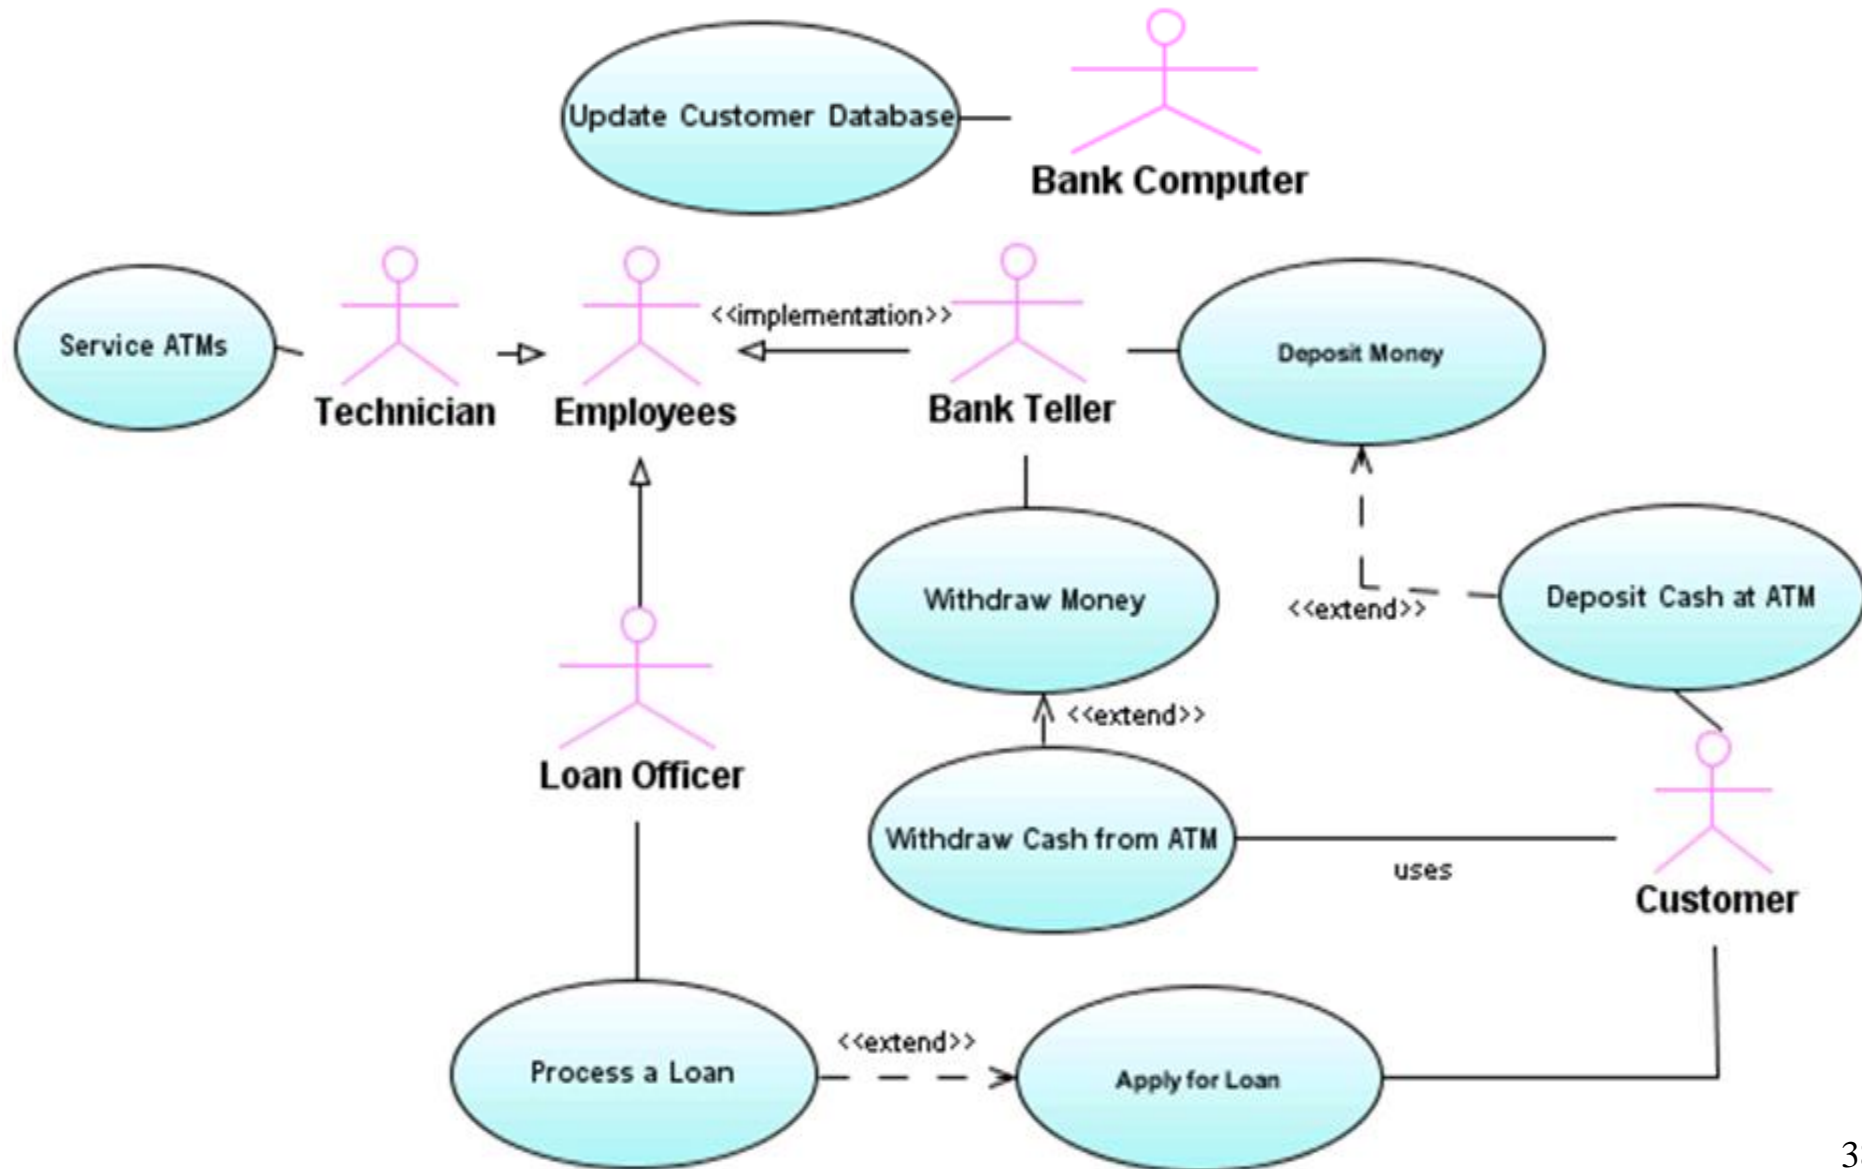 Update Customer Database
Bank Computer
Service ATMs
Technician
Employees
<<implementation>>
Bank Teller
Deposit Money
Withdraw Money
<<extend>>
Deposit Cash at ATM
Loan Officer
<<extend>>
Withdraw Cash from ATM
uses
Customer
Process a Loan
<<extend>>
Apply for Loan
3